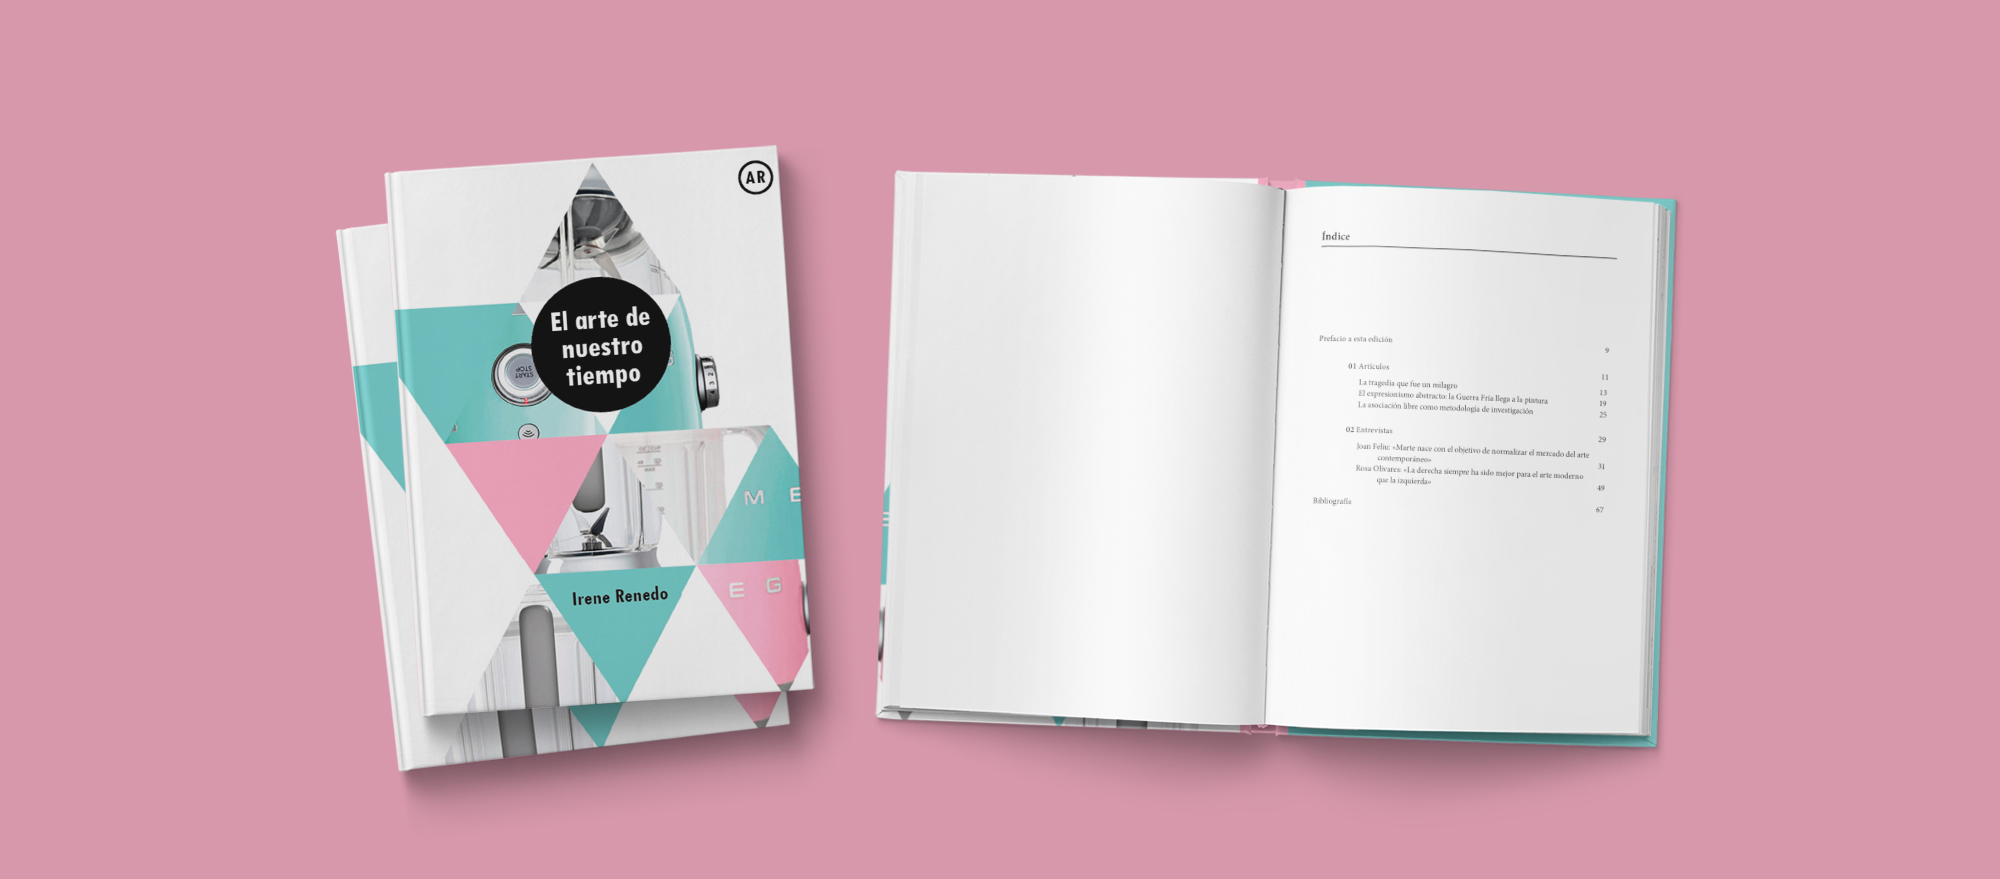 AR
El arte de
nuestro
tiempo
START
STOP
1 2
4 3
M E
E G
Irene Renedo
Índice
Prefacio a esta edición 9
01 Artículos 11
La tragedia que fue un milagro 13
El expresionismo abstracto: la Guerra Fría llega a la pintura 19
La asociación libre como metodología de investigación 25
02 Entrevistas 29
Joan Feliu: «Marte nace con el objetivo de normalizar el mercado del arte
contemporáneo» 31
Rosa Olivares: «La derecha siempre ha sido mejor para el arte moderno
que la izquierda» 49
Bibliografía 67